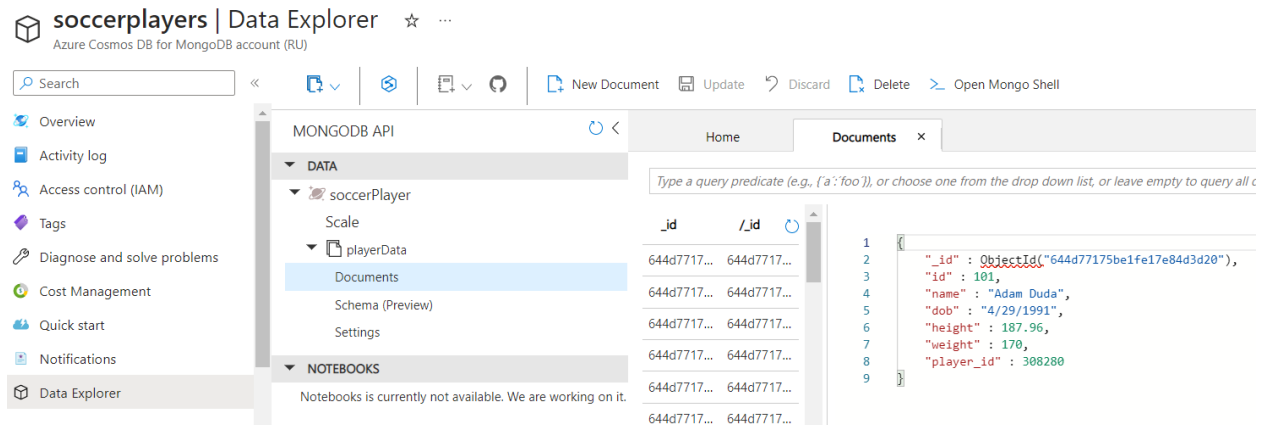 soccerplayers | Data Explorer ☆ ...
Azure Cosmos DB for MongoDB account (RU)
Search «
New Document Update Discard Delete Open Mongo Shell
Overview
Activity log
Access control (IAM)
Tags
Diagnose and solve problems
Cost Management
Quick start
Notifications
Data Explorer
MONGODB API
DATA
soccerPlayer
Scale
playerData
Documents
Schema (Preview)
Settings
NOTEBOOKS
Notebooks is currently not available. We are working on it.
Home Documents ×
Type a query predicate (e.g., {´a´:´foo´}), or choose one from the drop down list, or leave empty to query all
_id /_id
644d7717... 644d7717...
644d7717... 644d7717...
644d7717... 644d7717...
644d7717... 644d7717...
644d7717... 644d7717...
644d7717... 644d7717...
1 {
2 "_id" : ObjectId("644d77175be1fe17e84d3d20"),
3 "id" : 101,
4 "name" : "Adam Duda",
5 "dob" : "4/29/1991",
6 "height" : 187.96,
7 "weight" : 170,
8 "player_id" : 308280
9 }